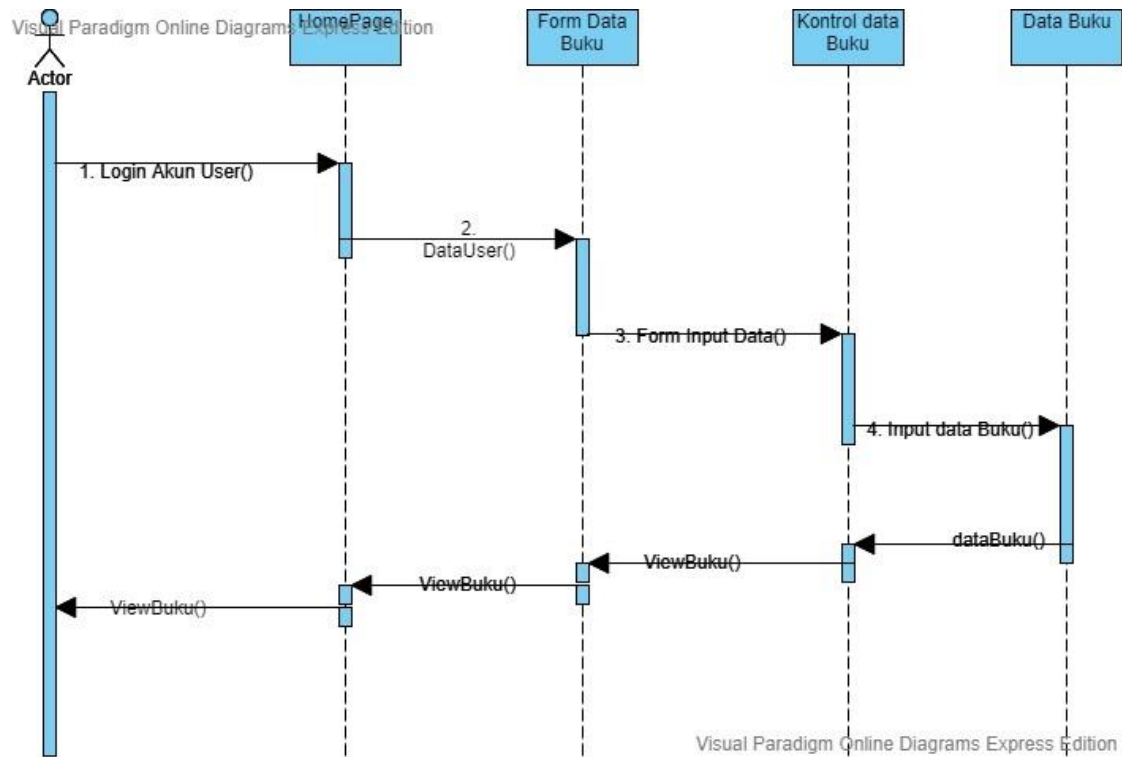 Visual Paradigm Online Diagrams Express Edition
Actor
HomePage
Form Data
Buku
Kontrol data
Buku
Data Buku
1. Login Akun User()
2.
DataUser()
3. Form Input Data()
4. Input data Buku()
dataBuku()
ViewBuku()
ViewBuku()
ViewBuku()
Visual Paradigm Online Diagrams Express Edition